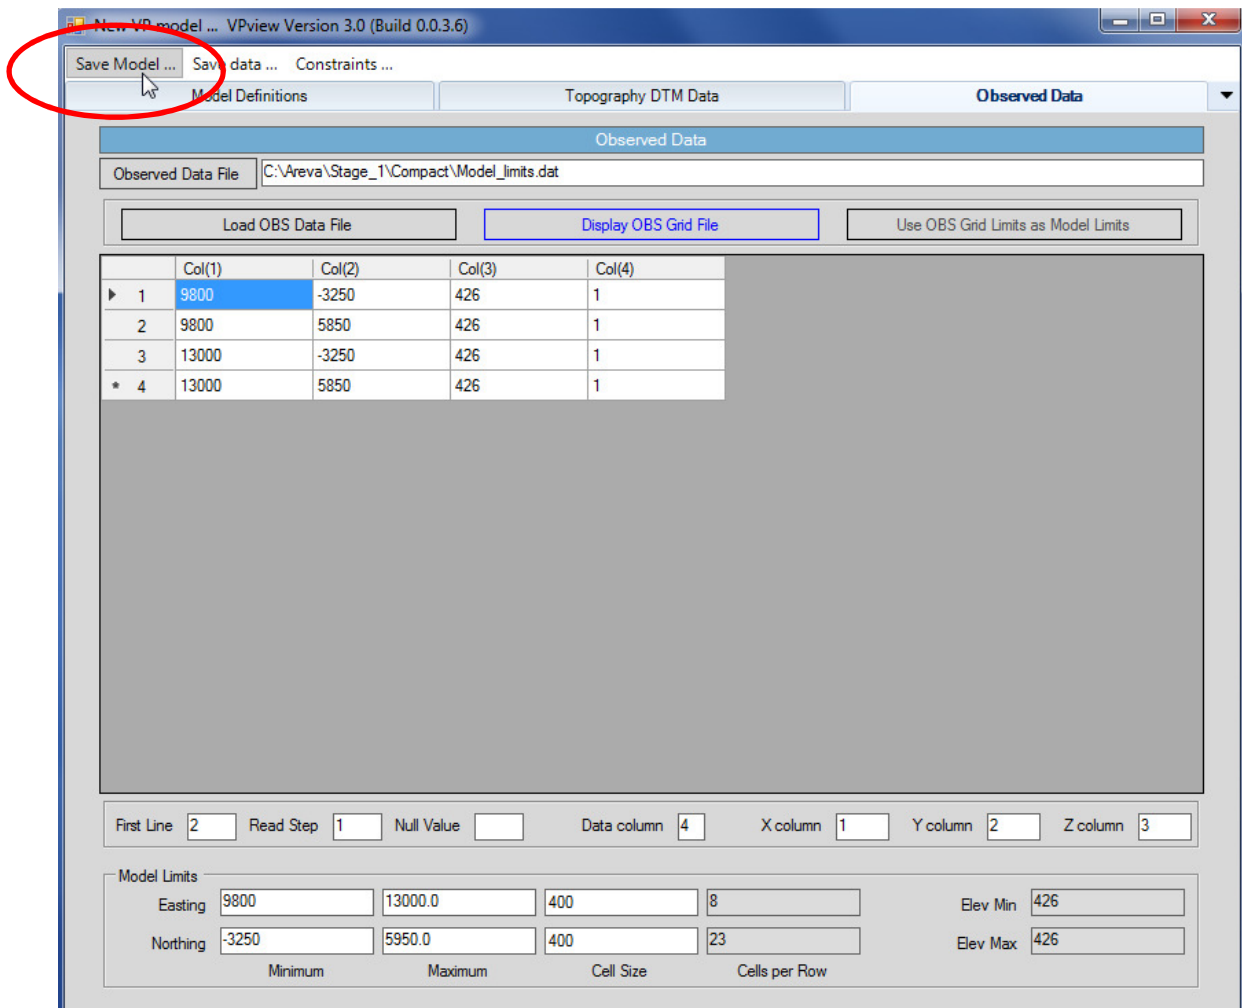 New VP model ... VPview Version 3.0 (Build 0.0.3.6)
Save Model ... Save data ... Constraints ...
Model Definitions Topography DTM Data Observed Data
Observed Data
Observed Data File C:\Areva\Stage_1\Compact\Model_limits.dat
Load OBS Data File Display OBS Grid File Use OBS Grid Limits as Model Limits
Col(1) Col(2) Col(3) Col(4)
1 9800 -3250 426 1
2 9800 5850 426 1
3 13000 -3250 426 1
* 4 13000 5850 426 1
First Line 2 Read Step 1 Null Value Data column 4 X column 1 Y column 2 Z column 3
Model Limits
Easting 9800 13000.0 400 8 Elev Min 426
Northing -3250 5950.0 400 23 Elev Max 426
Minimum Maximum Cell Size Cells per Row